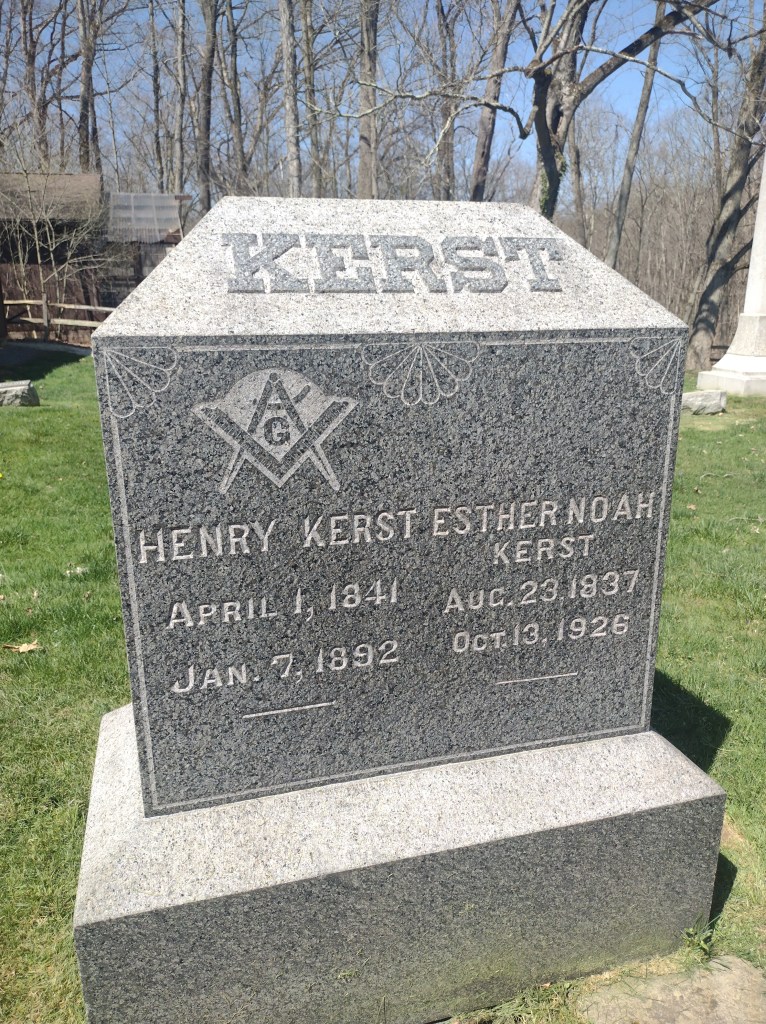 KERST
G
HENRY KERST
APRIL 1, 1841
JAN. 7, 1892
ESTHER NOAH
KERST
AUG. 23. 1837
OCT. 13. 1926